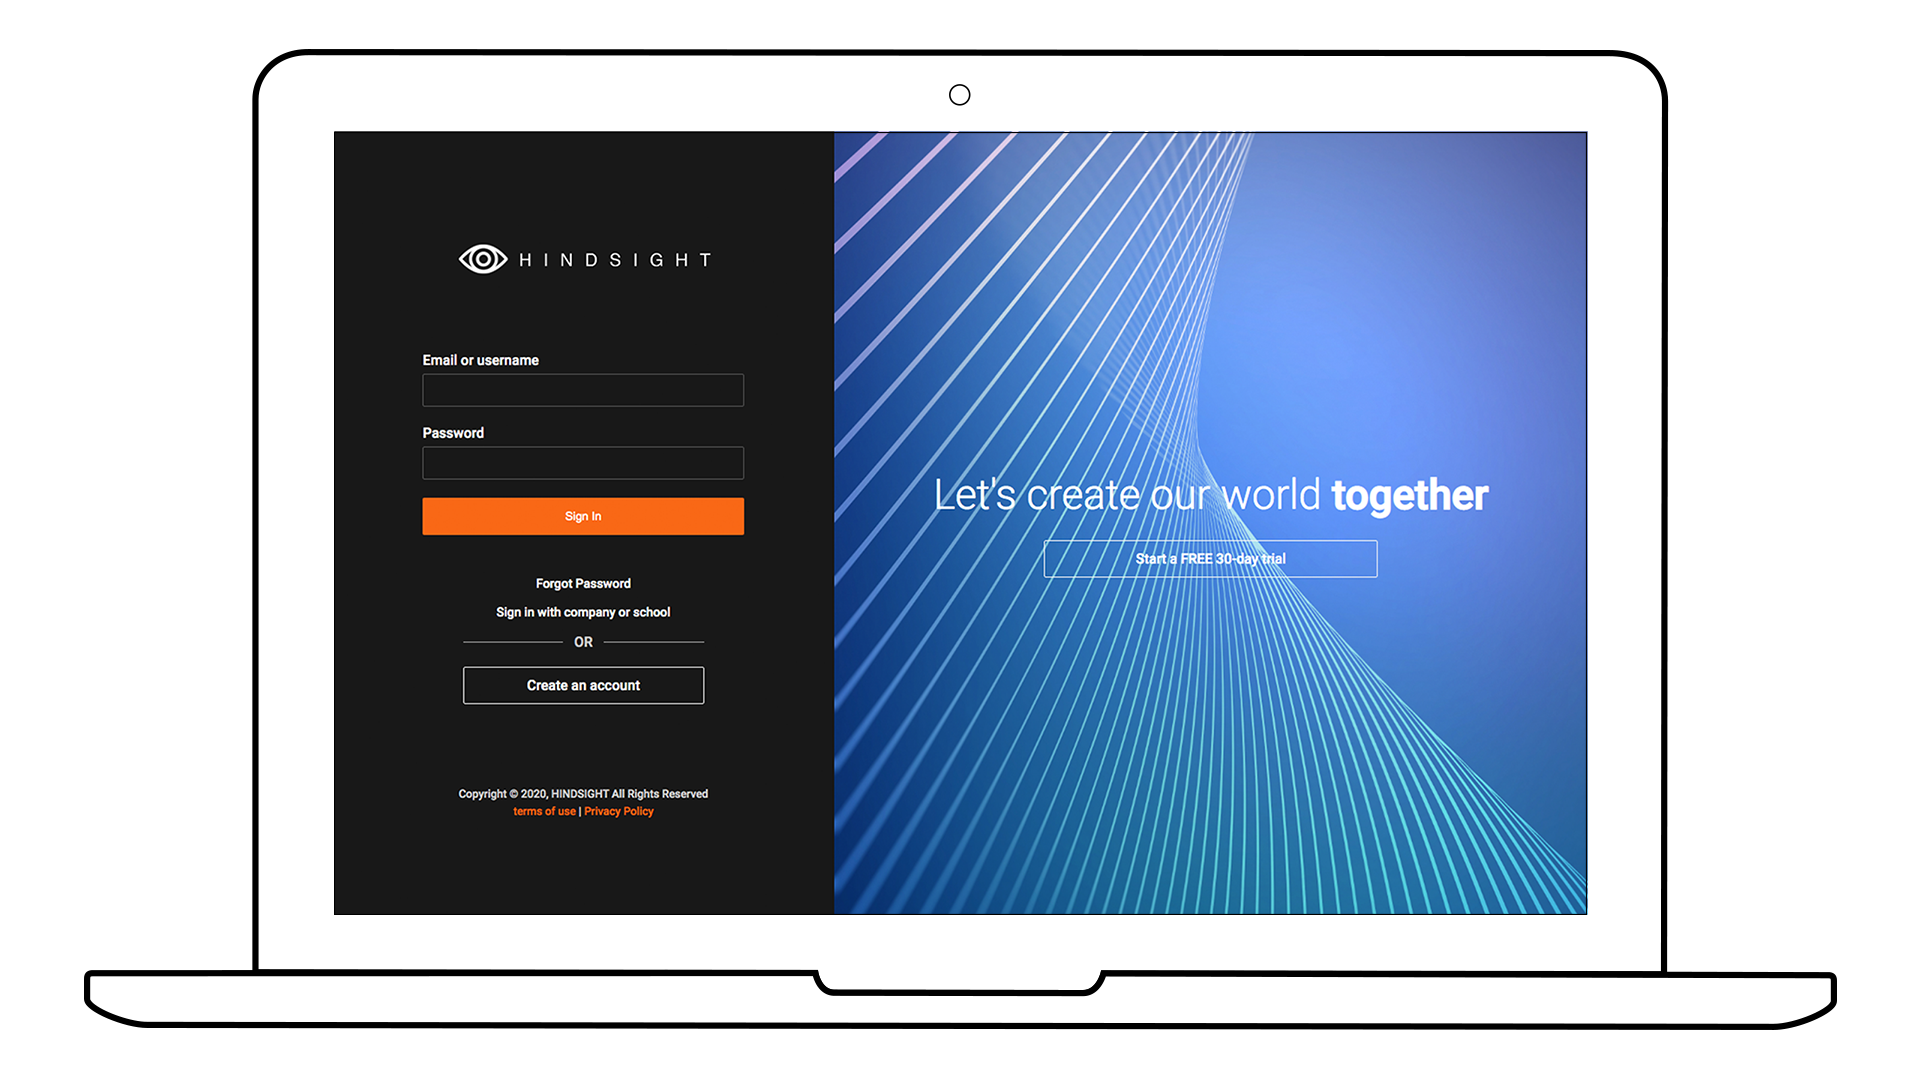 HINDSIGHT
Email or username
Password
Sign In
Forgot Password
Sign in with company or school
OR
Create an account
Copyright © 2020, HINDSIGHT All Rights Reserved
terms of use | Privacy Policy
Let's create our world together
Start a FREE 30-day trial